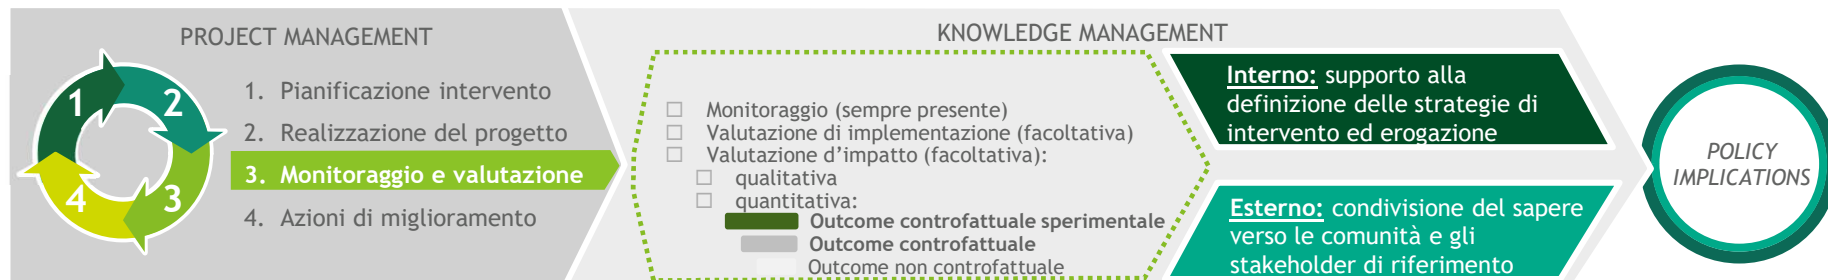 PROJECT MANAGEMENT
1
2
3
4
1. Pianificazione intervento
2. Realizzazione del progetto
3. Monitoraggio e valutazione
4. Azioni di miglioramento
KNOWLEDGE MANAGEMENT
Monitoraggio (sempre presente)
Valutazione di implementazione (facoltativa)
Valutazione d’impatto (facoltativa):
qualitativa
quantitativa:
Outcome controfattuale sperimentale
Outcome controfattuale
Outcome non controfattuale
Interno: supporto alla
definizione delle strategie di
intervento ed erogazione
Esterno: condivisione del sapere
verso le comunità e gli
stakeholder di riferimento
POLICY
IMPLICATIONS